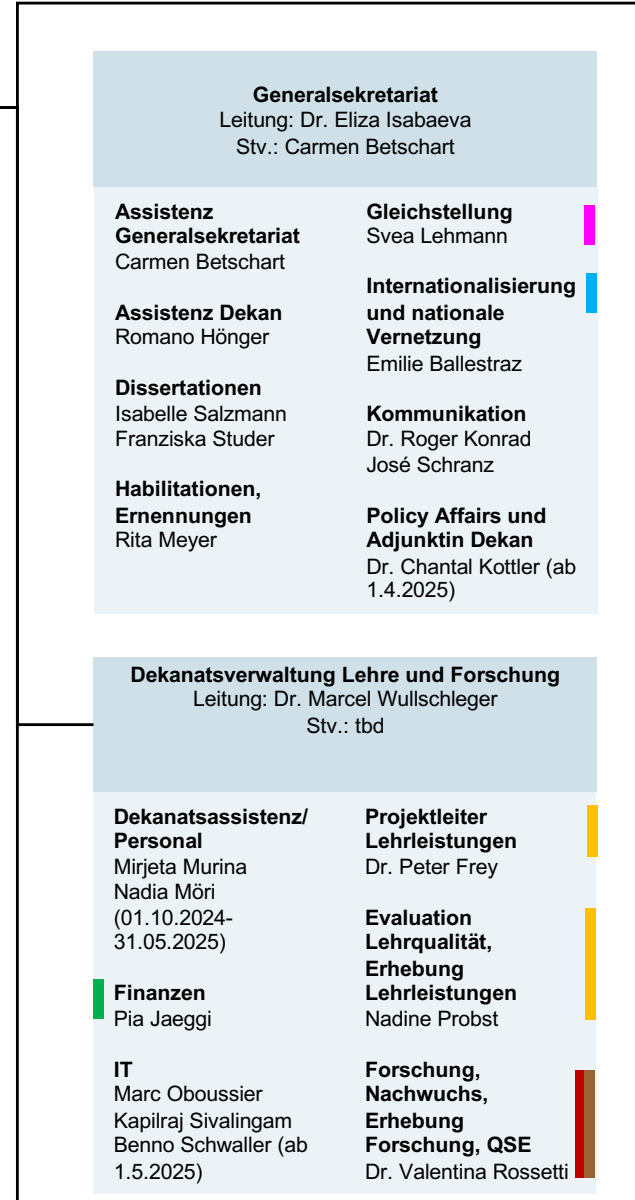 Generalsekretariat
Leitung: Dr. Eliza Isabaeva
Stv.: Carmen Betschart
Assistenz
Generalsekretariat
Carmen Betschart
Assistenz Dekan
Romano Hönger
Dissertationen
Isabelle Salzmann
Franziska Studer
Habilitationen,
Ernennungen
Rita Meyer
Gleichstellung
Svea Lehmann
Internationalisierung
und nationale
Vernetzung
Emilie Ballestraz
Kommunikation
Dr. Roger Konrad
José Schranz
Policy Affairs und
Adjunktin Dekan
Dr. Chantal Kottler (ab
1.4.2025)
Dekanatsverwaltung Lehre und Forschung
Leitung: Dr. Marcel Wullschleger
Stv.: tbd
Dekanatsassistenz/
Personal
Mirjeta Murina
Nadia Möri
(01.10.2024-
31.05.2025)
Finanzen
Pia Jaeggi
IT
Marc Oboussier
Kapilraj Sivalingam
Benno Schwaller (ab
1.5.2025)
Projektleiter
Lehrleistungen
Dr. Peter Frey
Evaluation
Lehrqualität,
Erhebung
Lehrleistungen
Nadine Probst
Forschung,
Nachwuchs,
Erhebung
Forschung, QSE
Dr. Valentina Rossetti